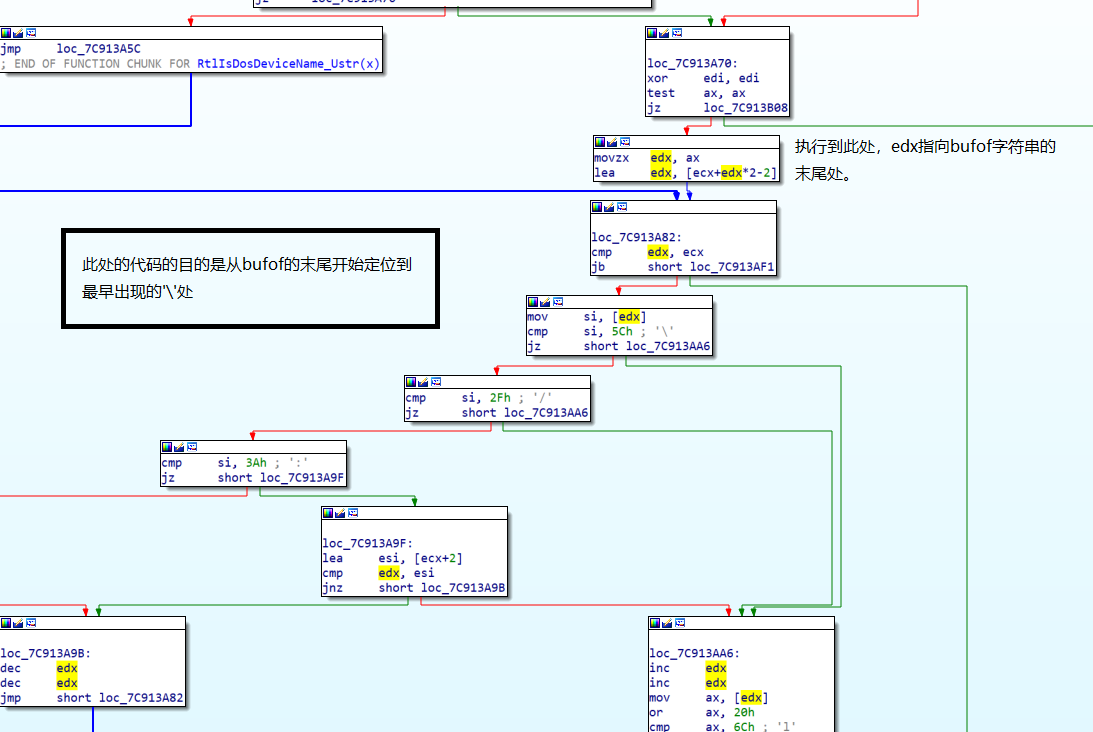 jmp loc_7C913A5C
; END OF FUNCTION CHUNK FOR RtlIsDosDeviceName_Ustr(x)
loc_7C913A70:
xor edi, edi
test ax, ax
jz loc_7C913B08
movzx edx, ax
lea edx, [ecx+edx*2-2]
执行到此处，edx指向bufof字符串的
末尾处。
loc_7C913A82:
cmp edx, ecx
jb short loc_7C913AF1
此处的代码的目的是从bufof的末尾开始定位到
最早出现的'\'处
mov si, [edx]
cmp si, 5Ch ; '\'
jz short loc_7C913AA6
cmp si, 2Fh ; '/'
jz short loc_7C913AA6
cmp si, 3Ah ; ':'
jz short loc_7C913A9F
loc_7C913A9F:
lea esi, [ecx+2]
cmp edx, esi
jnz short loc_7C913A9B
loc_7C913A9B:
dec edx
dec edx
jmp short loc_7C913A82
loc_7C913AA6:
inc edx
inc edx
mov ax, [edx]
or ax, 20h
cmp ax, 6Ch ; 'l'